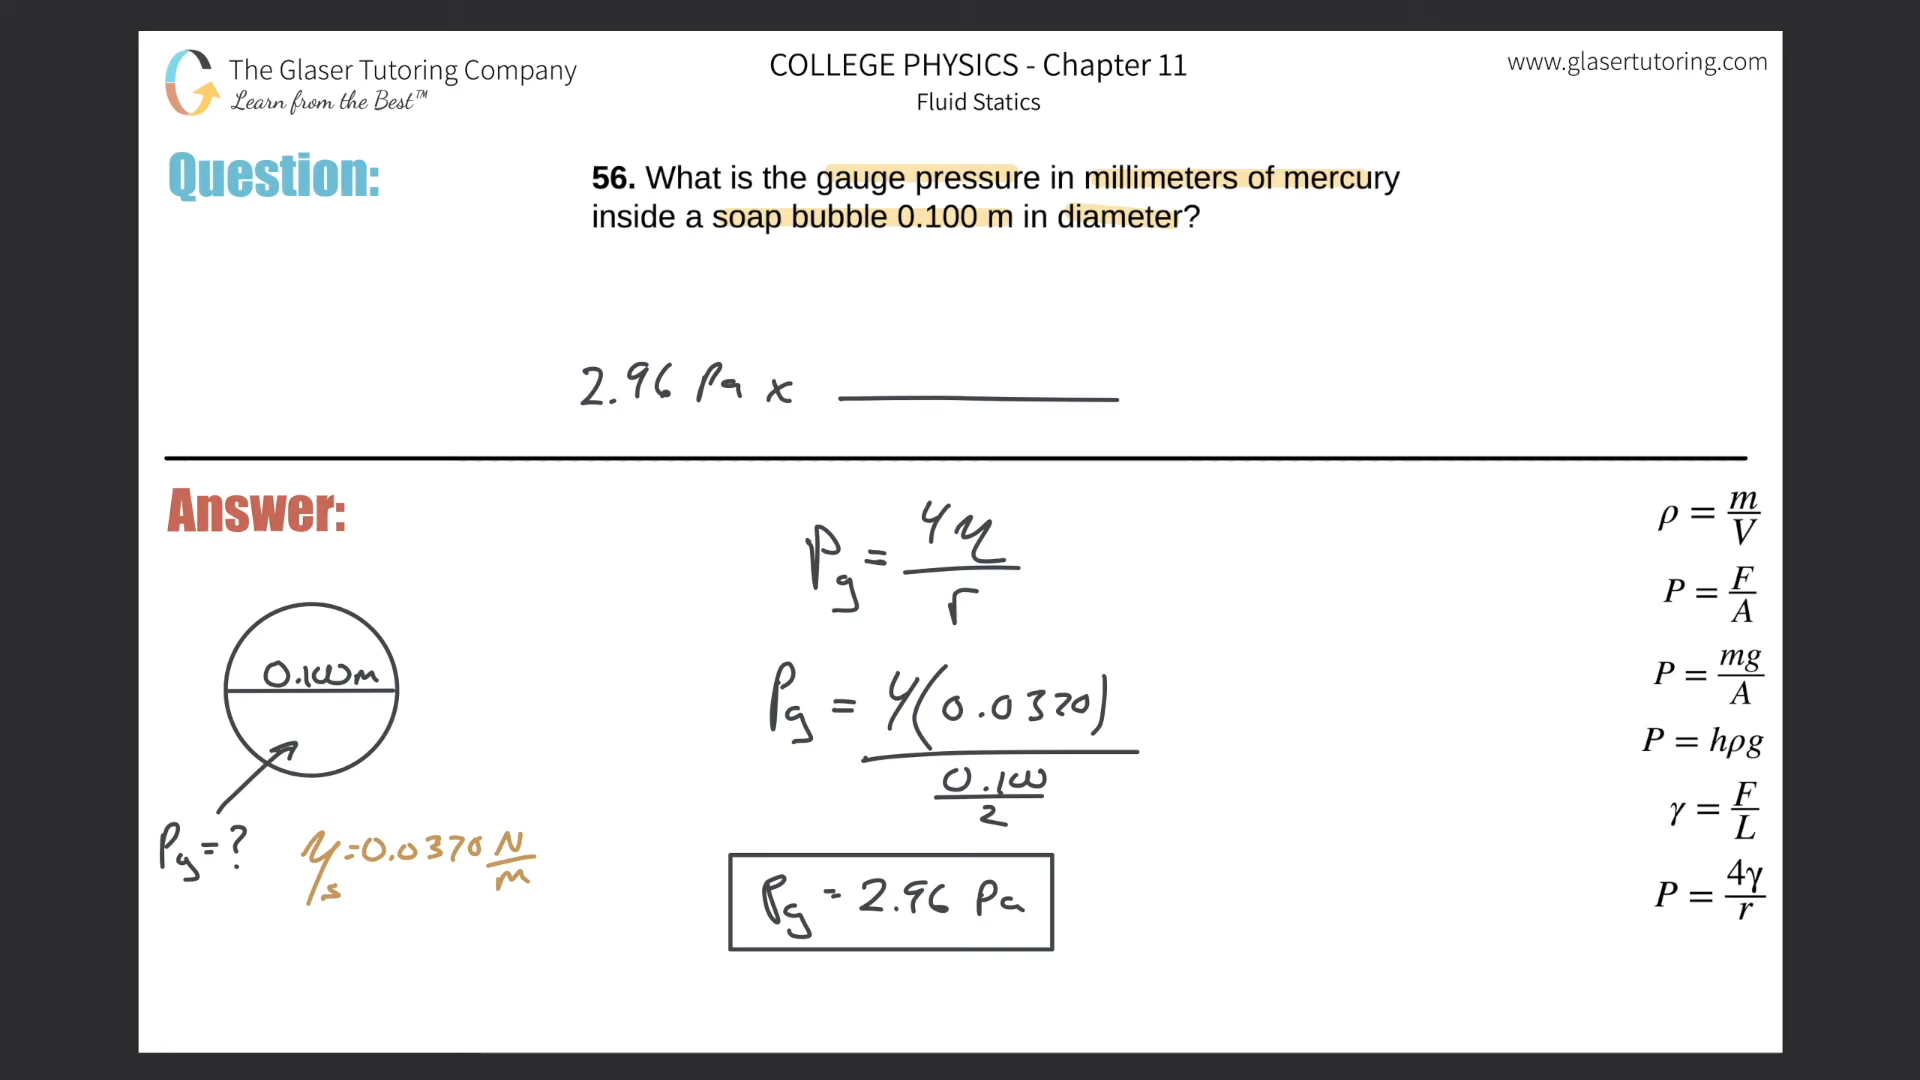 The Glaser Tutoring Company
Learn from the Best™
COLLEGE PHYSICS - Chapter 11
Fluid Statics
www.glasertutoring.com
Question:
56. What is the gauge pressure in millimeters of mercury
inside a soap bubble 0.100 m in diameter?
2.96 Pa x
Answer:
0.100m
Pg = ?
γs = 0.0370 N/m
Pg = 4γ/r
Pg = 4(0.0370)/(0.100/2)
Pg = 2.96 Pa
ρ = m/V
P = F/A
P = mg/A
P = hρg
γ = F/L
P = 4γ/r